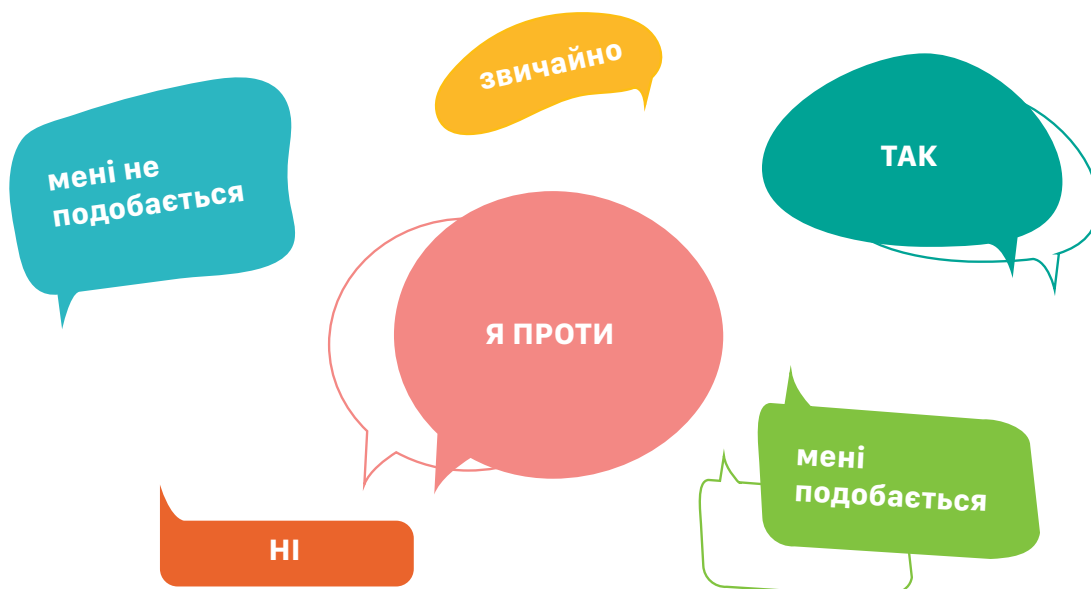 звичайно
мені не
подобається
ТАК
Я ПРОТИ
мені
подобається
НІ